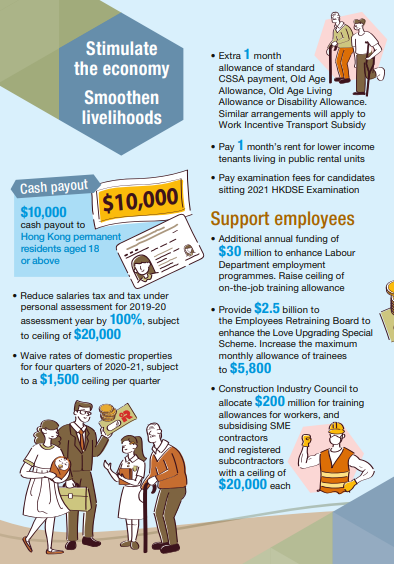 Stimulate
the economy
Smoothen
livelihoods
Cash payout
$10,000
$10,000
cash payout to
Hong Kong permanent
residents aged 18
or above
• Reduce salaries tax and tax under
personal assessment for 2019-20
assessment year by 100%, subject
to ceiling of $20,000
• Waive rates of domestic properties
for four quarters of 2020-21, subject
to a $1,500 ceiling per quarter
• Extra 1 month
allowance of standard
CSSA payment, Old Age
Allowance, Old Age Living
Allowance or Disability Allowance.
Similar arrangements will apply to
Work Incentive Transport Subsidy
• Pay 1 month's rent for lower income
tenants living in public rental units
• Pay examination fees for candidates
sitting 2021 HKDSE Examination
Support employees
• Additional annual funding of
$30 million to enhance Labour
Department employment
programmes. Raise ceiling of
on-the-job training allowance
• Provide $2.5 billion to
the Employees Retraining Board to
enhance the Love Upgrading Special
Scheme. Increase the maximum
monthly allowance of trainees
to $5,800
• Construction Industry Council to
allocate $200 million for training
allowances for workers, and
subsidising SME
contractors
and registered
subcontractors
with a ceiling of
$20,000 each